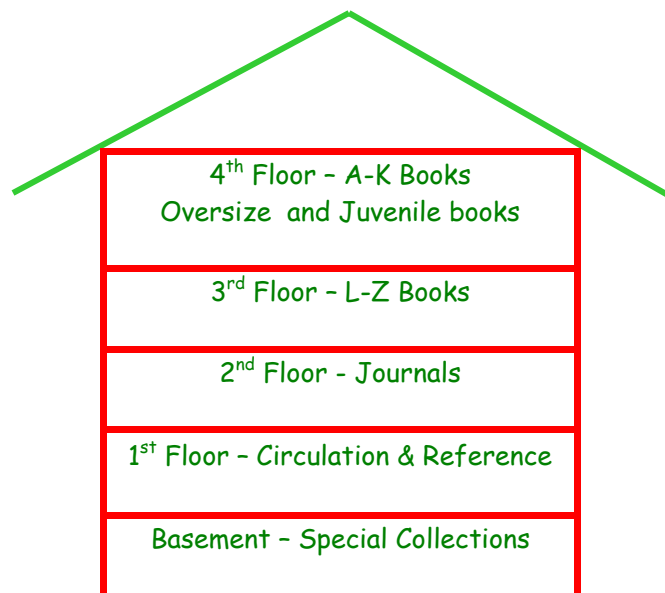 4th Floor – A-K Books
Oversize and Juvenile books
3rd Floor – L-Z Books
2nd Floor - Journals
1st Floor – Circulation & Reference
Basement – Special Collections